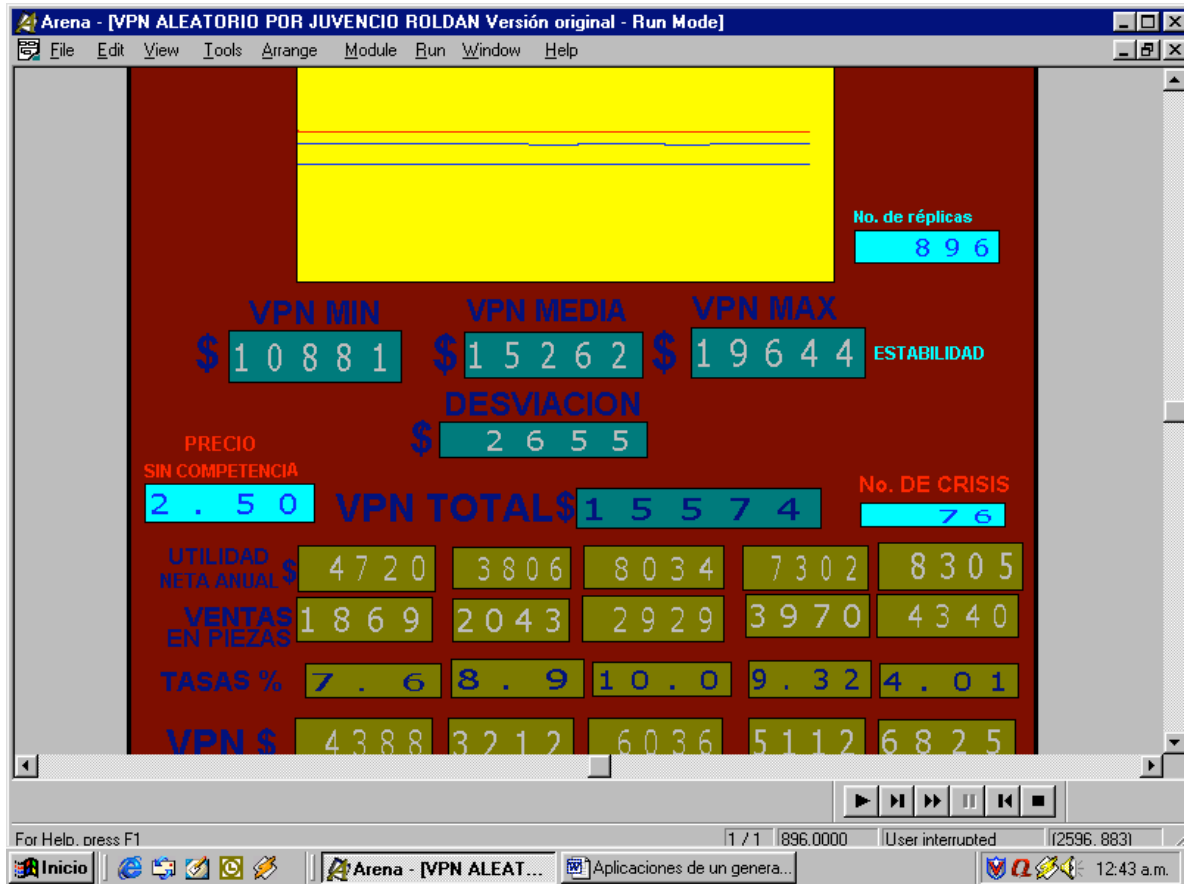 Arena - [VPN ALEATORIO POR JUVENCIO ROLDAN Versión original - Run Mode]
File Edit View Tools Arrange Module Run Window Help
No. de réplicas
896
VPN MIN VPN MEDIA VPN MAX
$ 10881 $ 15262 $ 19644 ESTABILIDAD
DESVIACION
$ 2655
PRECIO
SIN COMPETENCIA
2.50
VPN TOTAL$ 15574
No. DE CRISIS
76
UTILIDAD
NETA ANUAL $ 4720 3806 8034 7302 8305
VENTAS
EN PIEZAS 1869 2043 2929 3970 4340
TASAS % 7.6 8.9 10.0 9.32 4.01
VPN $ 4388 3212 6036 5112 6825
For Help, press F1 1 / 1 896.0000 User interrupted (2596, 883)
Inicio Arena - [VPN ALEAT... Aplicaciones de un genera... 12:43 a.m.